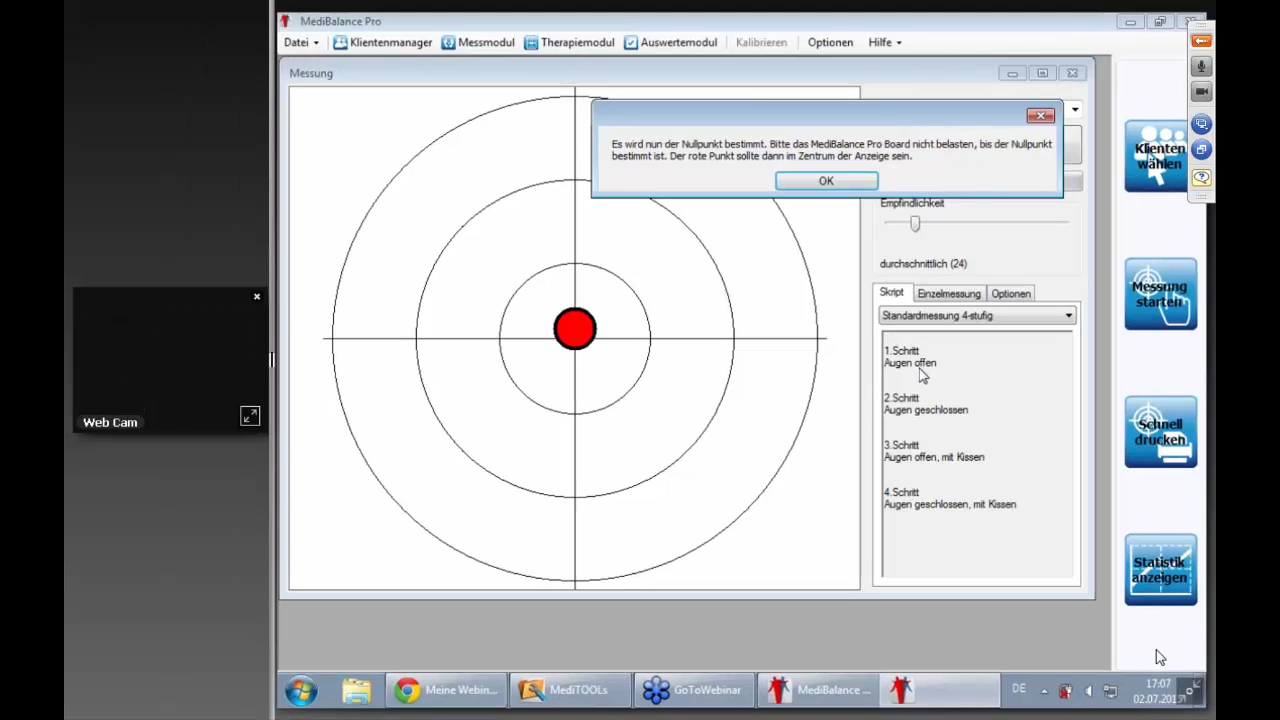 MediBalance Pro
Datei Klientenmanager Messmodul Therapiemodul Auswertemodul Kalibrieren Optionen Hilfe
Messung
Es wird nun der Nullpunkt bestimmt. Bitte das MediBalance Pro Board nicht belasten, bis der Nullpunkt
bestimmt ist. Der rote Punkt sollte dann im Zentrum der Anzeige sein.
OK
Empfindlichkeit
durchschnittlich (24)
Skript Einzelmessung Optionen
Standardmessung 4-stufig
1.Schritt
Augen offen
2.Schritt
Augen geschlossen
3.Schritt
Augen offen, mit Kissen
4.Schritt
Augen geschlossen, mit Kissen
Klienten
wählen
Messung
starten
Schnell
drucken
Statistik
anzeigen
Web Cam
Meine Webin...
MediTOOLs
GoToWebinar
MediBalance ...
DE
17:07